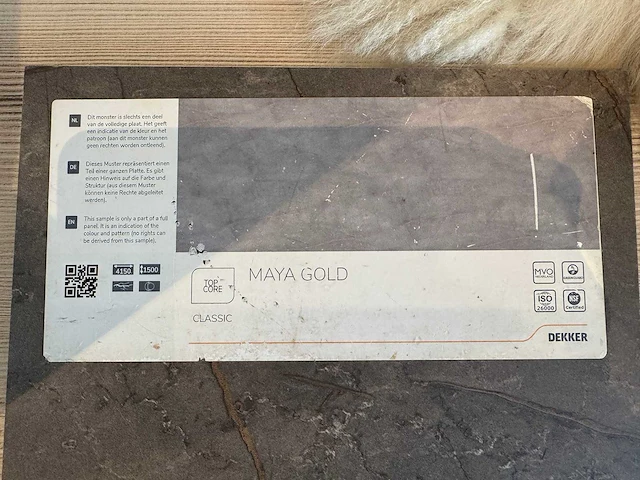 NL
Dit monster is slechts een deel
van de volledige plaat. Het geeft
een indicatie van de kleur en het
patroon (aan dit monster kunnen
geen rechten worden ontleend).
DE
Dieses Muster repräsentiert einen
Teil einer ganzen Platte. Es gibt
einen Hinweis auf die Farbe und
Struktur (aus diesem Muster
können keine Rechte abgeleitet
werden).
EN
This sample is only a part of a full
panel. It is an indication of the
colour and pattern (no rights can
be derived from this sample).
4150
1500
TOP
CORE
MAYA GOLD
CLASSIC
MVO
ISO
26000
NSF
Certified
DEKKER